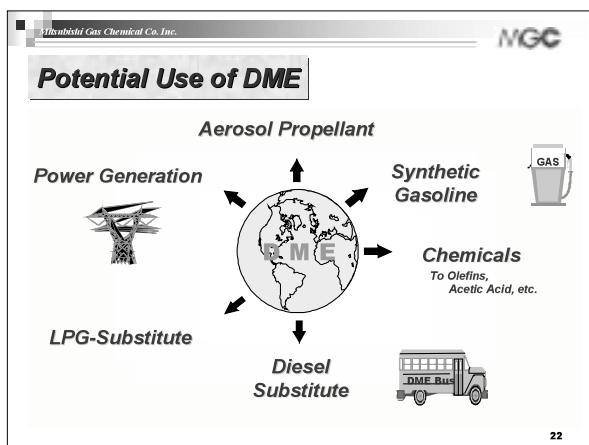 Mitsubishi Gas Chemical Co. Inc.
MGC
Potential Use of DME
Aerosol Propellant
Power Generation
Synthetic
Gasoline
GAS
D M E
Chemicals
To Olefins,
Acetic Acid, etc.
LPG-Substitute
Diesel
Substitute
DME Bus
22